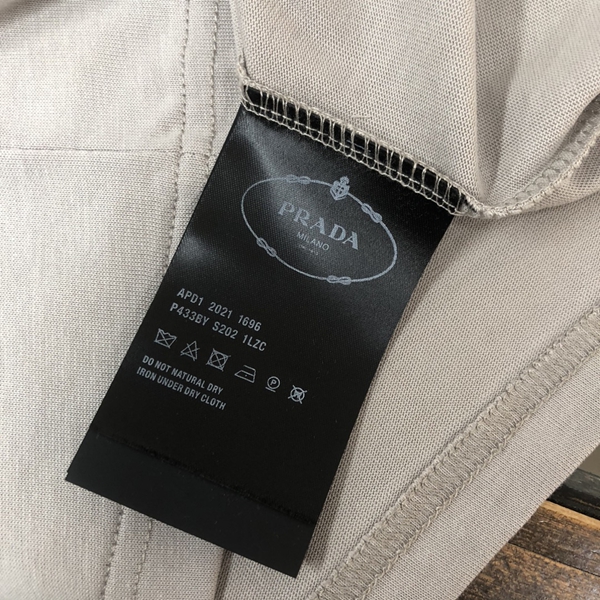 PRADA
MILANO
APD1 2021 1696
P433BY S202 1LZC
P
DO NOT NATURAL DRY
IRON UNDER DRY CLOTH